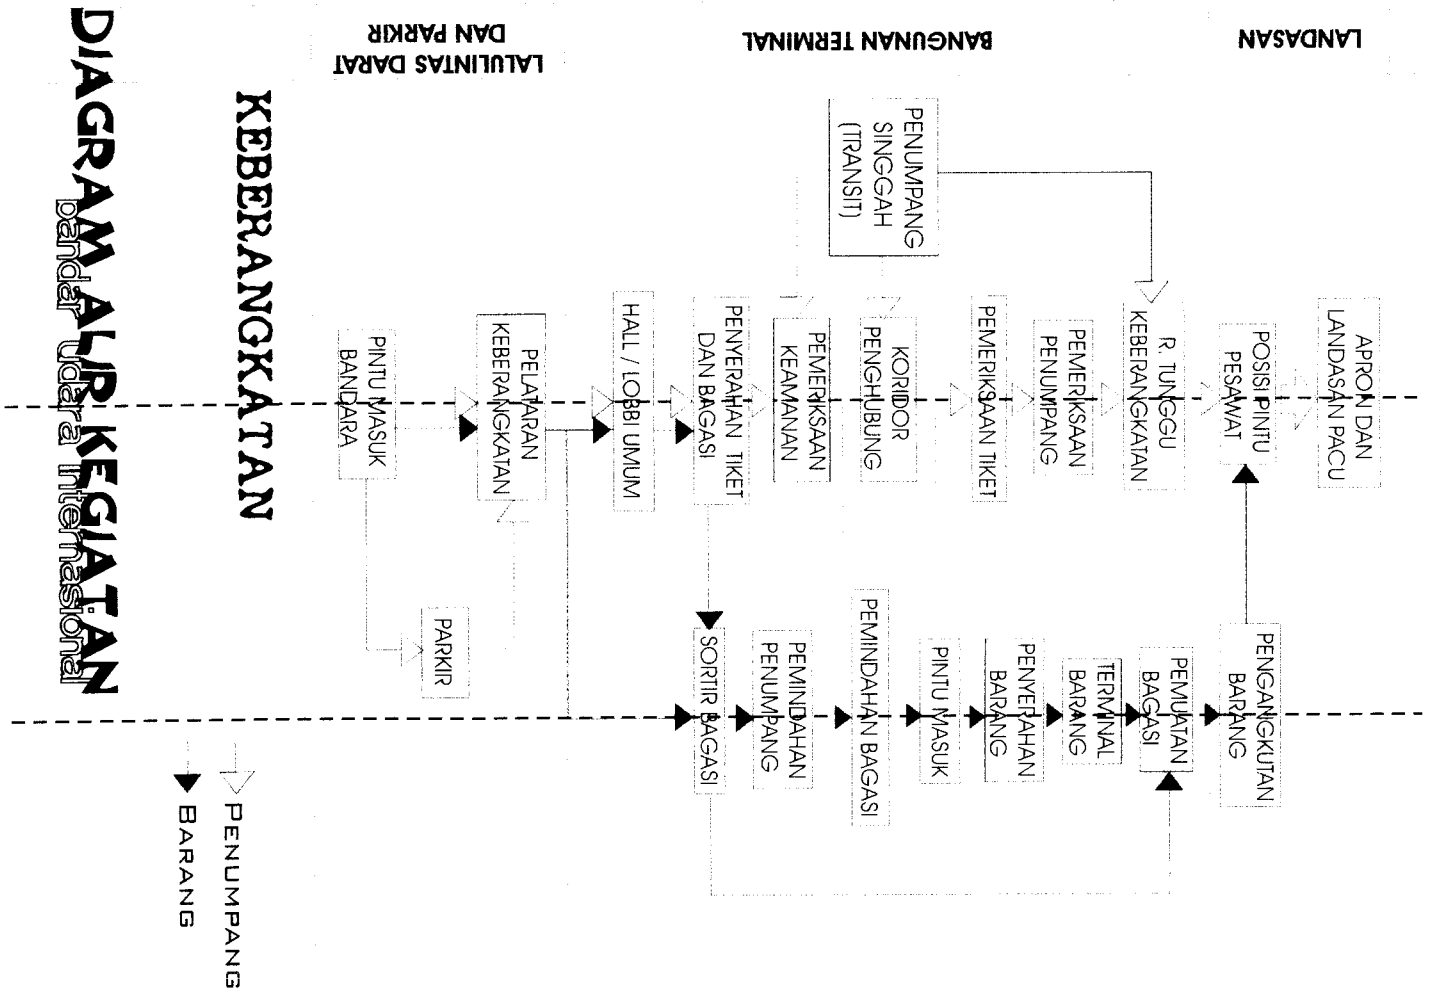 DIAGRAM ALIR KEGIATAN
bandar udara internasional
KEBERANGKATAN
LALULINTAS DARAT
DAN PARKIR
BANGUNAN TERMINAL
LANDASAN
PINTU MASUK
BANDARA
PELATARAN
KEBERANGKATAN
PARKIR
HALL / LOBBI UMUM
PENYERAHAN TIKET
DAN BAGASI
PEMERIKSAAN
KEAMANAN
PENUMPANG
SINGGAH
(TRANSIT)
KORIDOR
PENGHUBUNG
PEMERIKSAAN TIKET
PEMERIKSAAN
PENUMPANG
R. TUNGGU
KEBERANGKATAN
POSISI PINTU
PESAWAT
APRON DAN
LANDASAN PACU
SORTIR BAGASI
PEMINDAHAN
PENUMPANG
PEMINDAHAN BAGASI
PINTU MASUK
PENYERAHAN
BARANG
TERMINAL
BARANG
PEMUATAN
BAGASI
PENGANGKUTAN
BARANG
PENUMPANG
BARANG